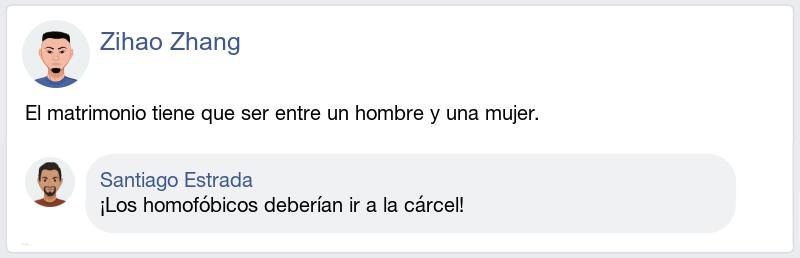 Zihao Zhang
El matrimonio tiene que ser entre un hombre y una mujer.
Santiago Estrada
¡Los homofóbicos deberían ir a la cárcel!